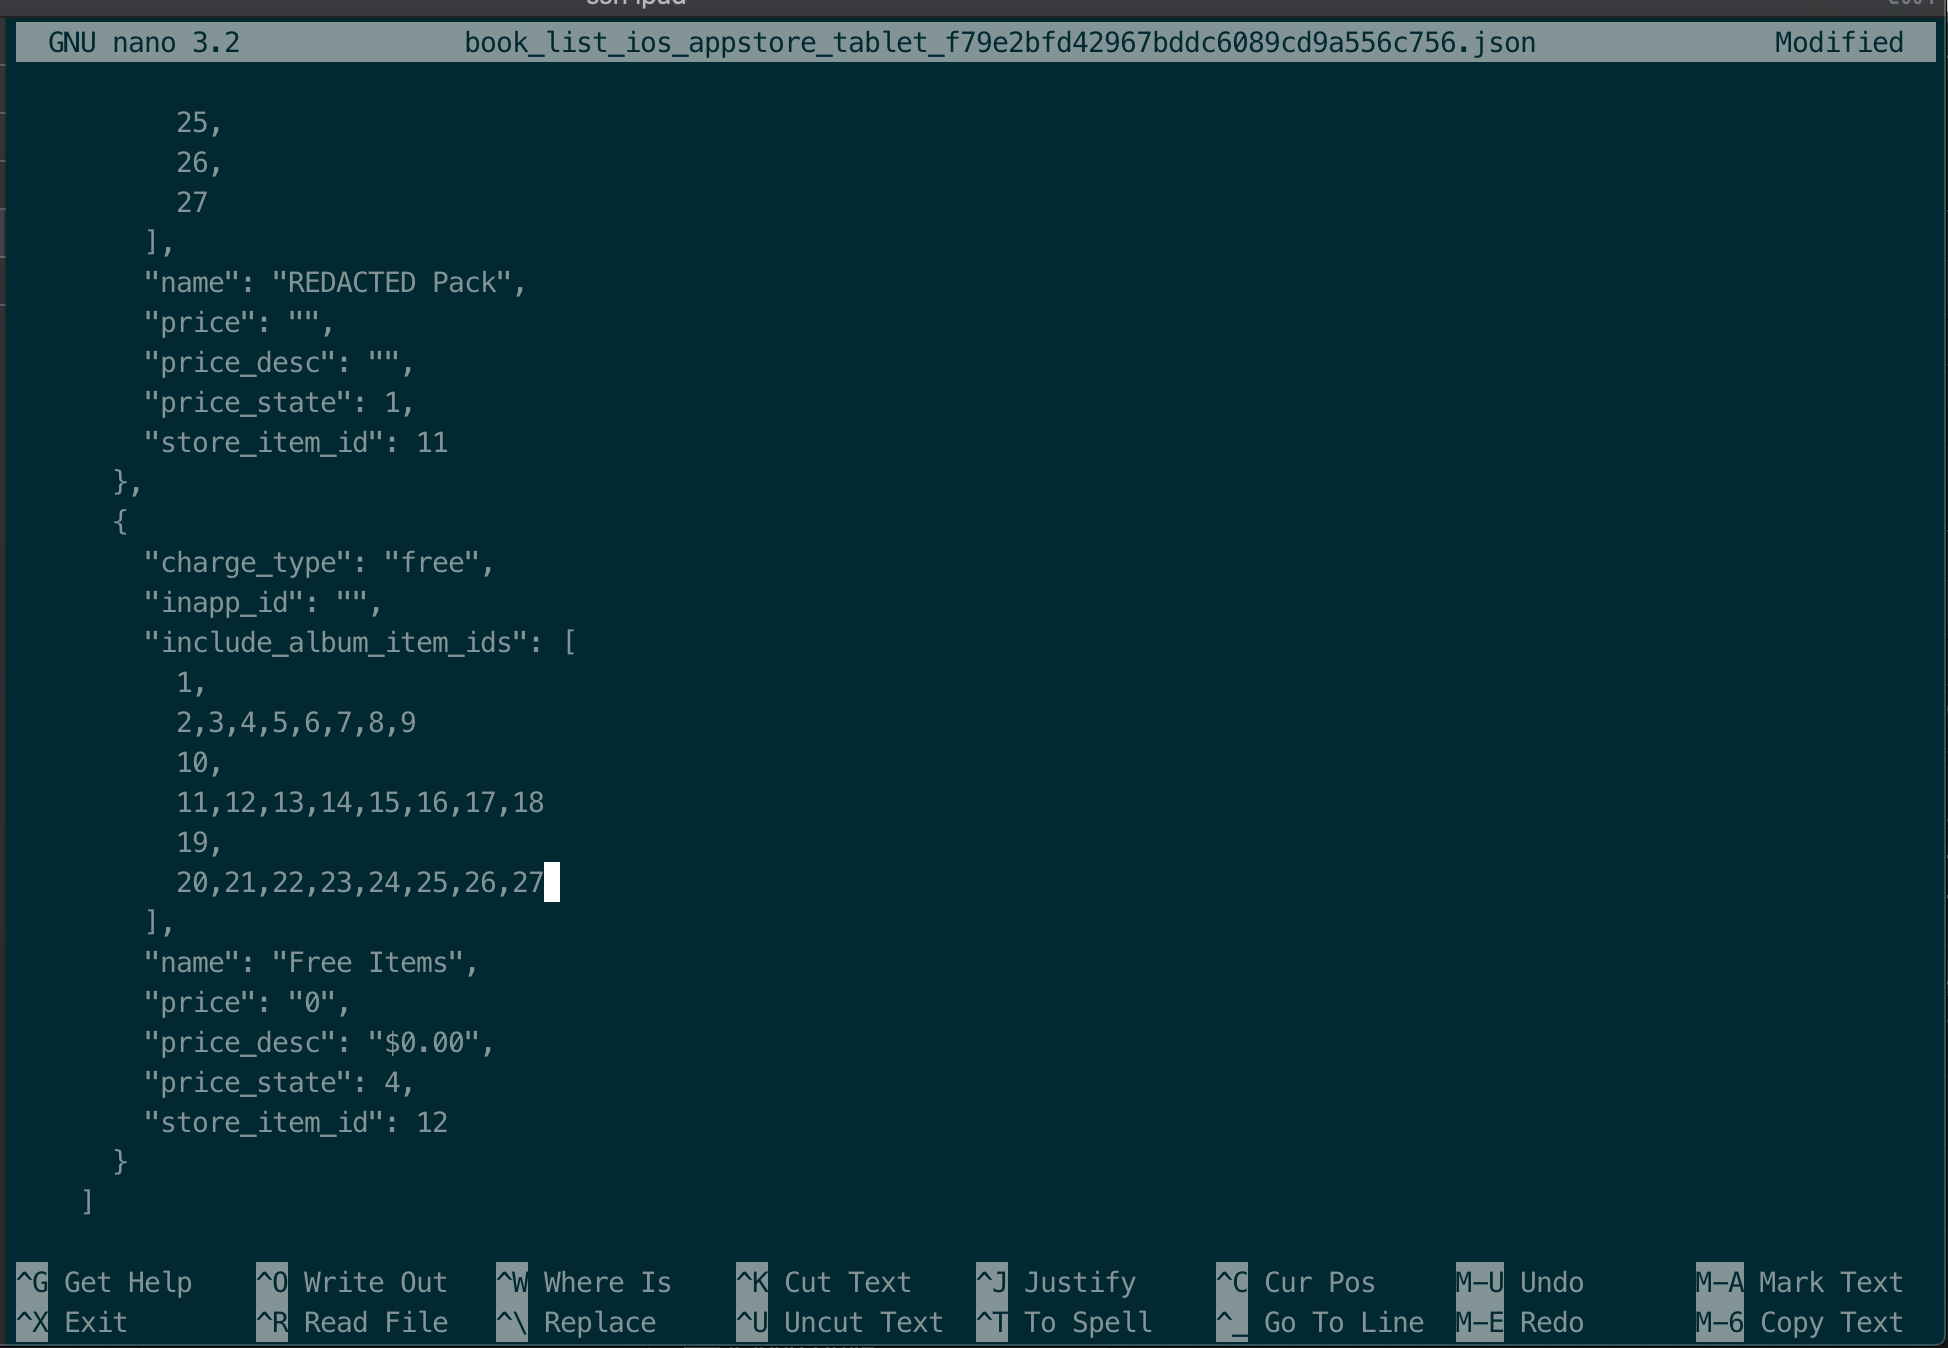 GNU nano 3.2 book_list_ios_appstore_tablet_f79e2bfd42967bddc6089cd9a556c756.json Modified
25,
26,
27
],
"name": "REDACTED Pack",
"price": "",
"price_desc": "",
"price_state": 1,
"store_item_id": 11
},
{
"charge_type": "free",
"inapp_id": "",
"include_album_item_ids": [
1,
2,3,4,5,6,7,8,9
10,
11,12,13,14,15,16,17,18
19,
20,21,22,23,24,25,26,27
],
"name": "Free Items",
"price": "0",
"price_desc": "$0.00",
"price_state": 4,
"store_item_id": 12
}
]
^G Get Help ^O Write Out ^W Where Is ^K Cut Text ^J Justify ^C Cur Pos M-U Undo M-A Mark Text
^X Exit ^R Read File ^\ Replace ^U Uncut Text ^T To Spell ^_ Go To Line M-E Redo M-6 Copy Text